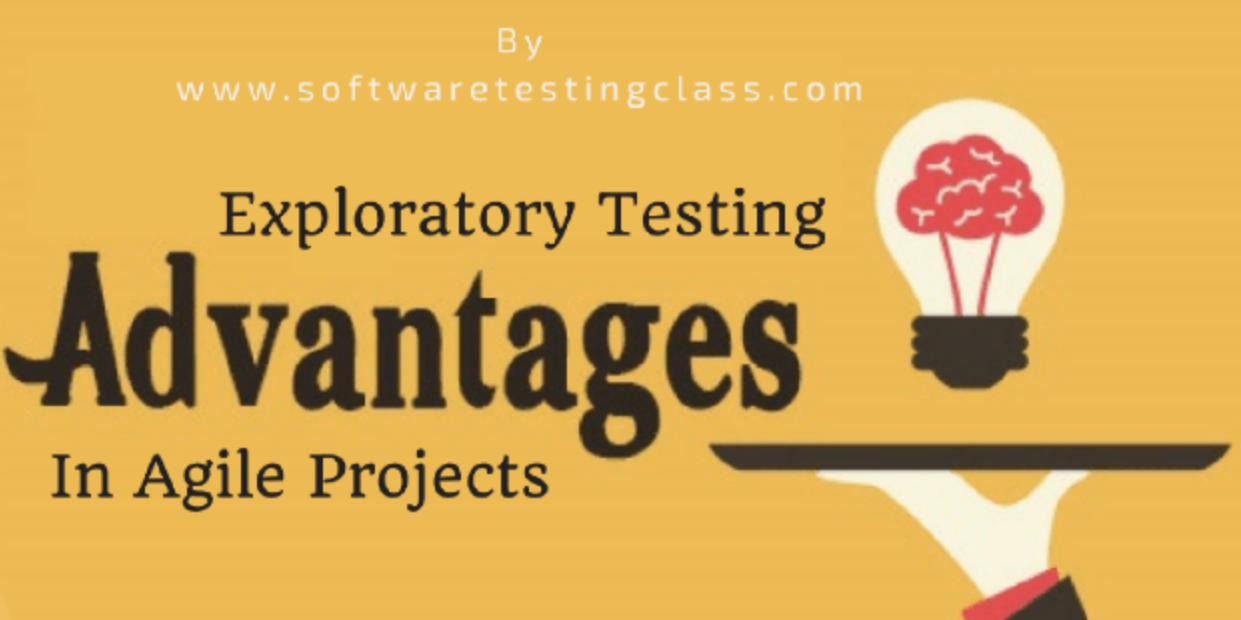 By
www.softwaretestingclass.com
Exploratory Testing
Advantages
In Agile Projects